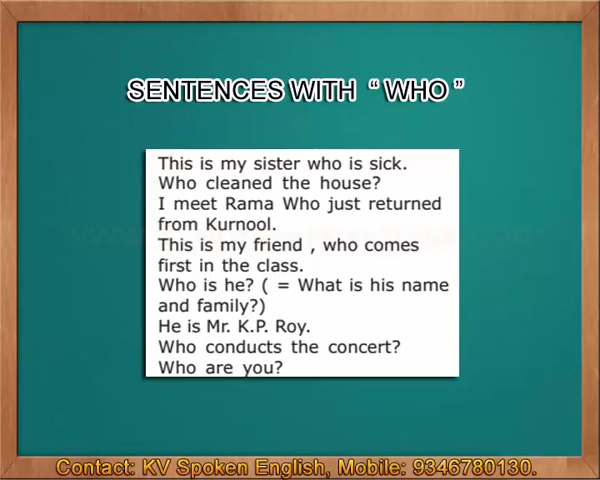 SENTENCES WITH “ WHO ”
This is my sister who is sick.
Who cleaned the house?
I meet Rama Who just returned
from Kurnool.
This is my friend , who comes
first in the class.
Who is he? ( = What is his name
and family?)
He is Mr. K.P. Roy.
Who conducts the concert?
Who are you?
Contact: KV Spoken English, Mobile: 9346780130.